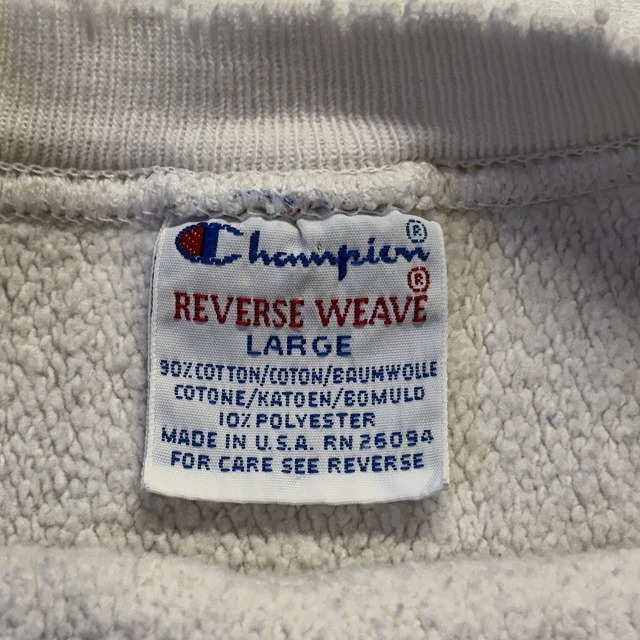 Champion®
REVERSE WEAVE®
LARGE
90% COTTON/COTON/BAUMWOLLE
COTONE/KATOEN/BOMULD
10% POLYESTER
MADE IN U.S.A. RN 26094
FOR CARE SEE REVERSE